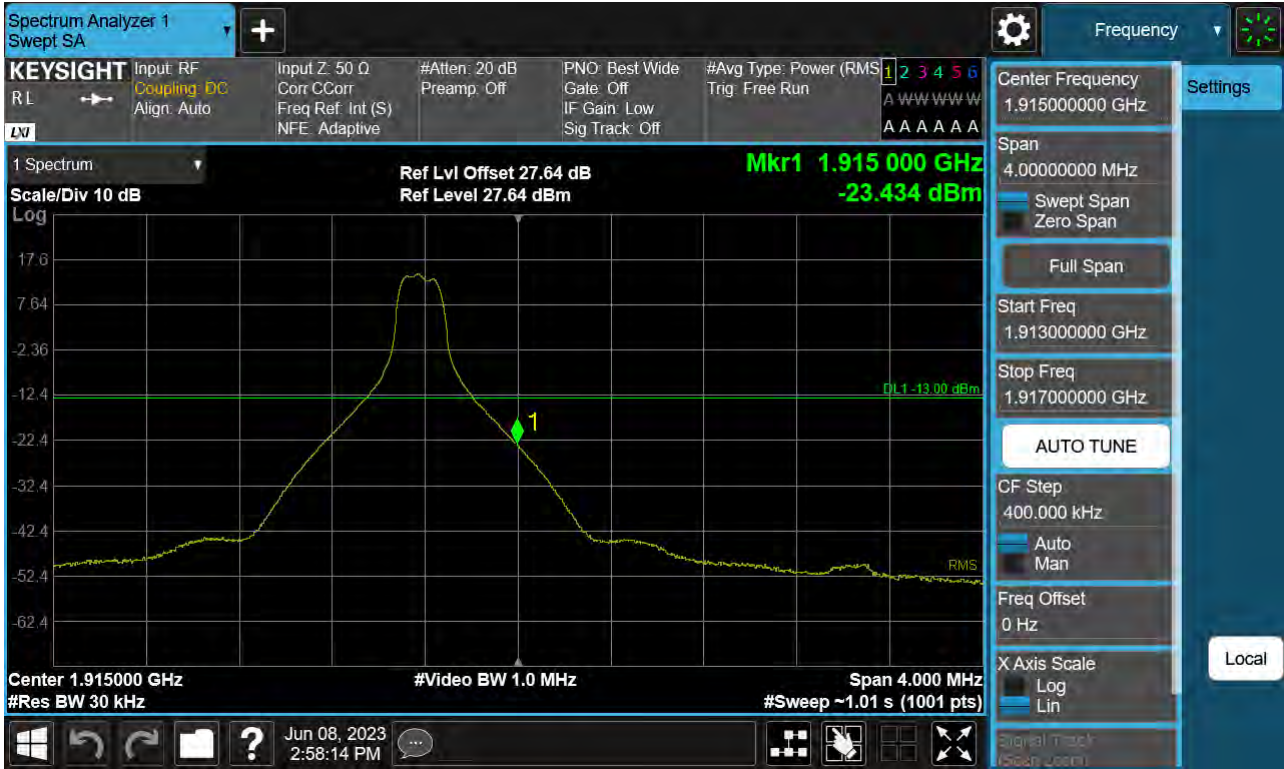 Spectrum Analyzer 1
Swept SA
Frequency
KEYSIGHT
RL
LXI
Input: RF
Coupling: DC
Align: Auto
Input Z: 50 Ω
Corr CCorr
Freq Ref: Int (S)
NFE: Adaptive
#Atten: 20 dB
Preamp: Off
PNO: Best Wide
Gate: Off
IF Gain: Low
Sig Track: Off
#Avg Type: Power (RMS
Trig: Free Run
1 2 3 4 5 6
A W W W W W
A A A A A A
1 Spectrum
Scale/Div 10 dB
Log
Ref Lvl Offset 27.64 dB
Ref Level 27.64 dBm
Mkr1 1.915 000 GHz
-23.434 dBm
17.6
7.64
-2.36
-12.4
-22.4
-32.4
-42.4
-52.4
-62.4
DL1 -13.00 dBm
1
RMS
Center 1.915000 GHz
#Res BW 30 kHz
#Video BW 1.0 MHz
Span 4.000 MHz
#Sweep ~1.01 s (1001 pts)
Center Frequency
1.915000000 GHz
Span
4.00000000 MHz
Swept Span
Zero Span
Full Span
Start Freq
1.913000000 GHz
Stop Freq
1.917000000 GHz
AUTO TUNE
CF Step
400.000 kHz
Auto
Man
Freq Offset
0 Hz
X Axis Scale
Log
Lin
Signal Track
(Span Zoom)
Settings
Local
?
Jun 08, 2023
2:58:14 PM